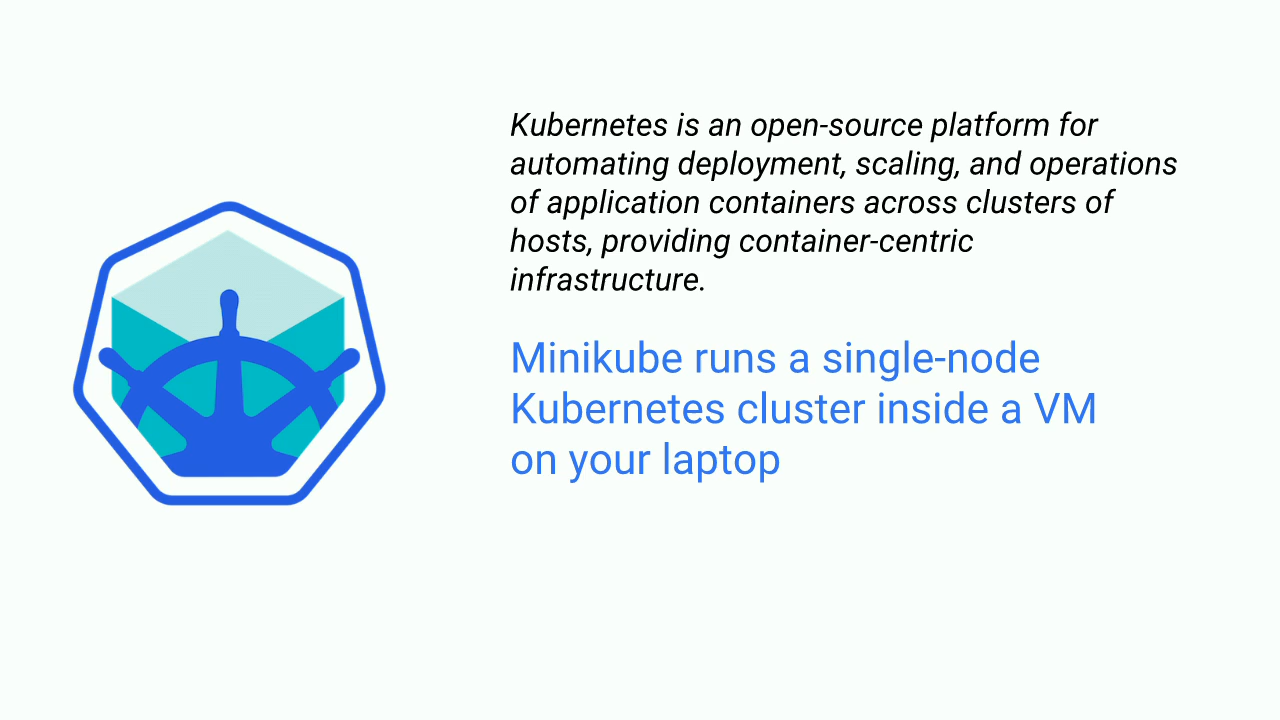 Kubernetes is an open-source platform for
automating deployment, scaling, and operations
of application containers across clusters of
hosts, providing container-centric
infrastructure.
Minikube runs a single-node
Kubernetes cluster inside a VM
on your laptop